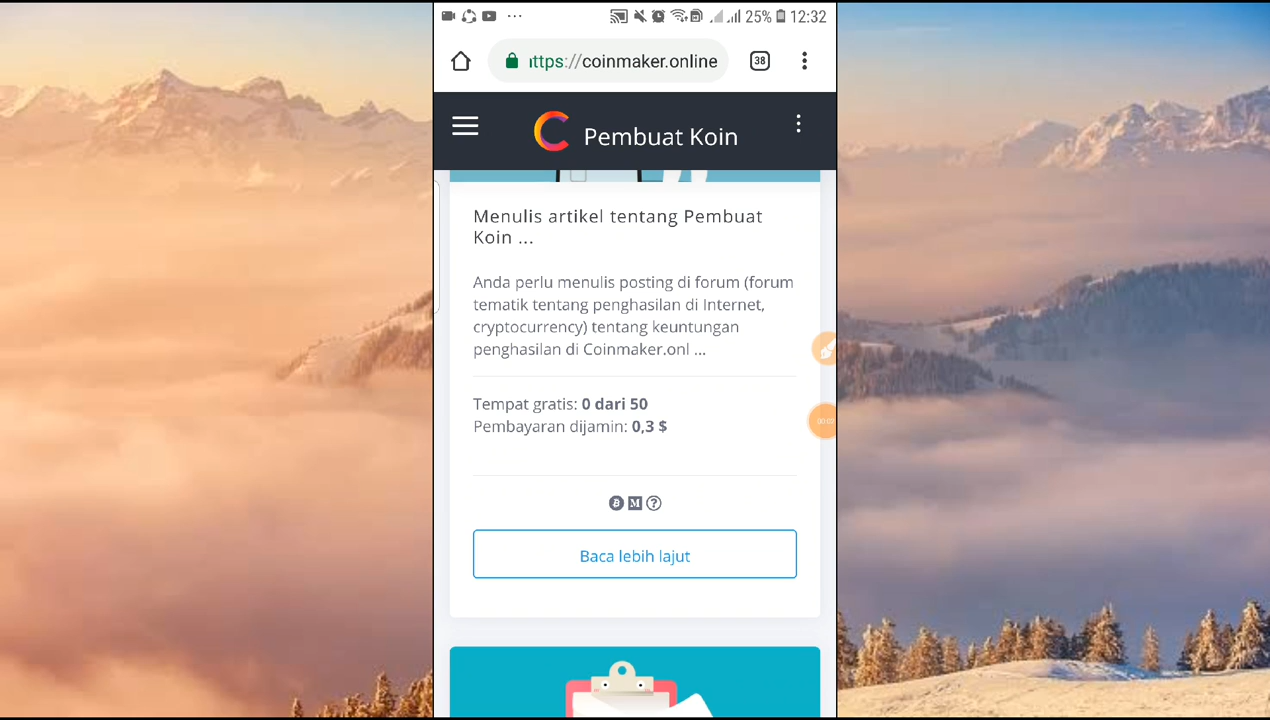 25% 12:32
ttps://coinmaker.online
38
Pembuat Koin
Menulis artikel tentang Pembuat
Koin ...
Anda perlu menulis posting di forum (forum
tematik tentang penghasilan di Internet,
cryptocurrency) tentang keuntungan
penghasilan di Coinmaker.onl ...
Tempat gratis: 0 dari 50
Pembayaran dijamin: 0,3 $
Baca lebih lajut